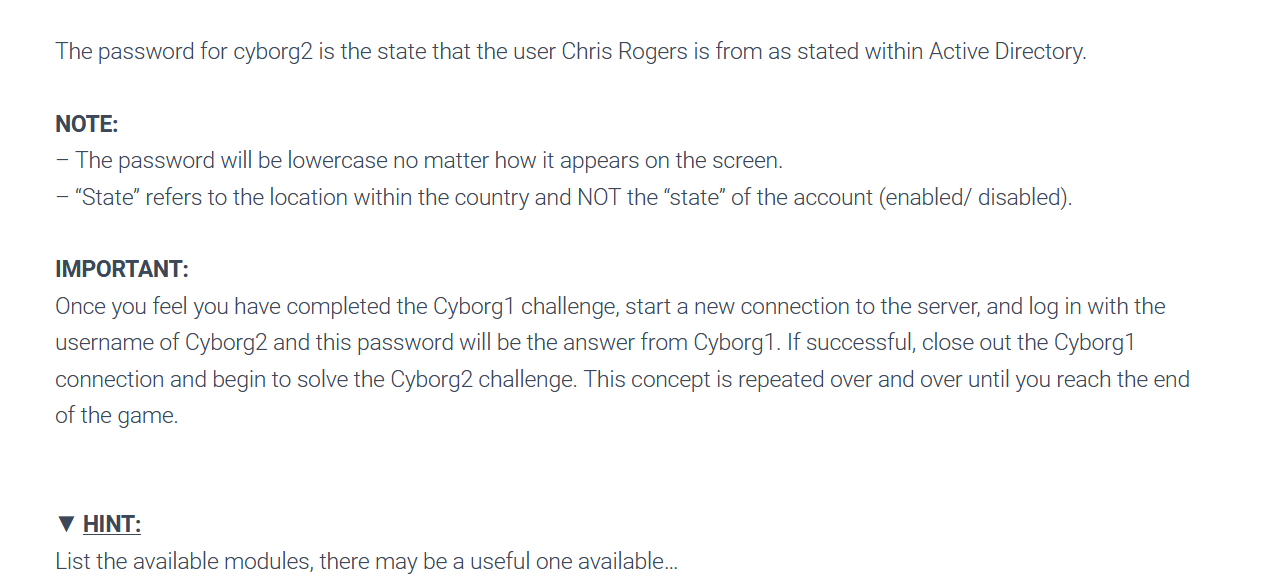 The password for cyborg2 is the state that the user Chris Rogers is from as stated within Active Directory.
NOTE:
– The password will be lowercase no matter how it appears on the screen.
– “State” refers to the location within the country and NOT the “state” of the account (enabled/ disabled).
IMPORTANT:
Once you feel you have completed the Cyborg1 challenge, start a new connection to the server, and log in with the
username of Cyborg2 and this password will be the answer from Cyborg1. If successful, close out the Cyborg1
connection and begin to solve the Cyborg2 challenge. This concept is repeated over and over until you reach the end
of the game.
▼ HINT:
List the available modules, there may be a useful one available…